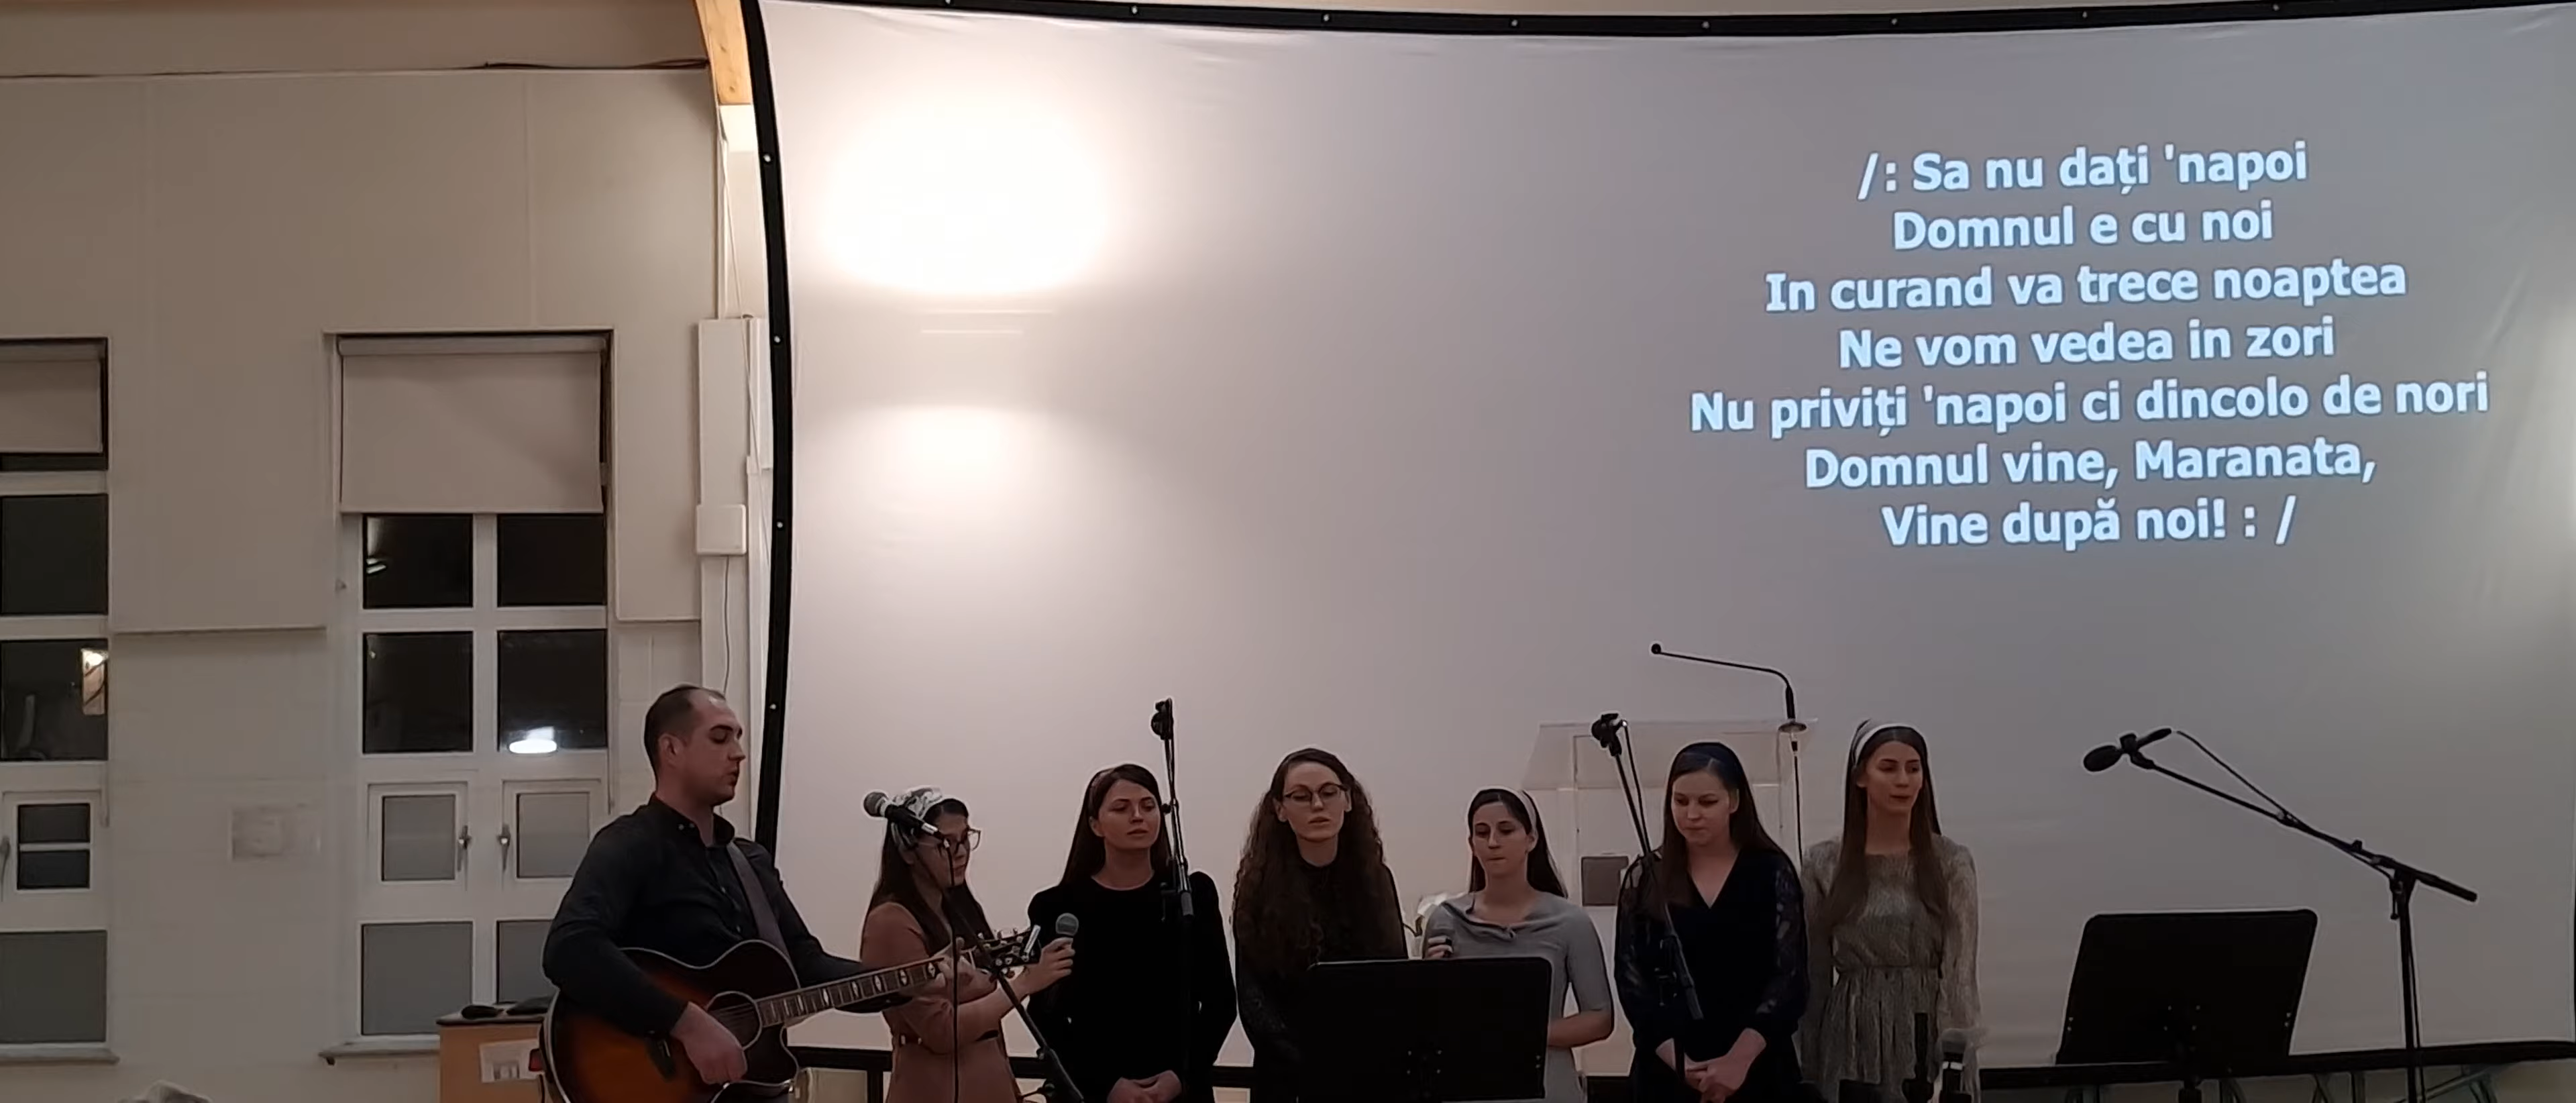 /: Sa nu dați 'napoi
Domnul e cu noi
In curand va trece noaptea
Ne vom vedea in zori
Nu priviți 'napoi ci dincolo de nori
Domnul vine, Maranata,
Vine după noi! : /